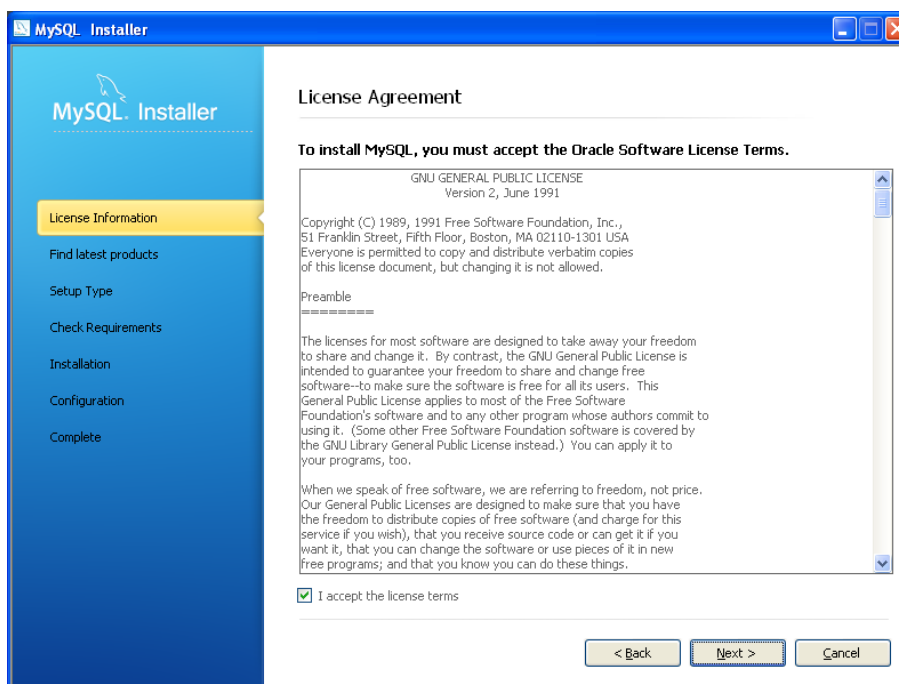 MySQL Installer
MySQL. Installer
License Information
Find latest products
Setup Type
Check Requirements
Installation
Configuration
Complete
License Agreement
To install MySQL, you must accept the Oracle Software License Terms.
GNU GENERAL PUBLIC LICENSE
Version 2, June 1991
Copyright (C) 1989, 1991 Free Software Foundation, Inc.,
51 Franklin Street, Fifth Floor, Boston, MA 02110-1301 USA
Everyone is permitted to copy and distribute verbatim copies
of this license document, but changing it is not allowed.
Preamble
========
The licenses for most software are designed to take away your freedom
to share and change it.  By contrast, the GNU General Public License is
intended to guarantee your freedom to share and change free
software--to make sure the software is free for all its users.  This
General Public License applies to most of the Free Software
Foundation's software and to any other program whose authors commit to
using it.  (Some other Free Software Foundation software is covered by
the GNU Library General Public License instead.)  You can apply it to
your programs, too.
When we speak of free software, we are referring to freedom, not price.
Our General Public Licenses are designed to make sure that you have
the freedom to distribute copies of free software (and charge for this
service if you wish), that you receive source code or can get it if you
want it, that you can change the software or use pieces of it in new
free programs; and that you know you can do these things.
I accept the license terms
< Back
Next >
Cancel